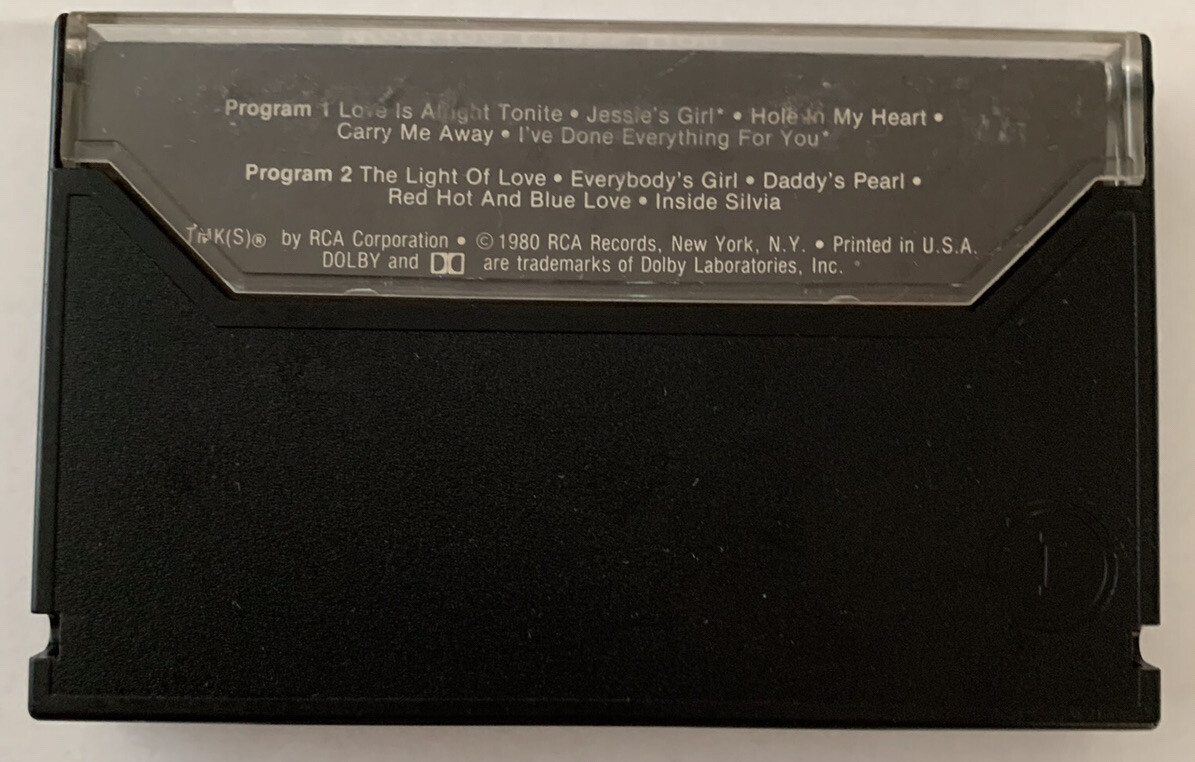 Program 1 Love Is Alright Tonite • Jessie's Girl* • Hole In My Heart •
Carry Me Away • I've Done Everything For You*
Program 2 The Light Of Love • Everybody's Girl • Daddy's Pearl •
Red Hot And Blue Love • Inside Silvia
TMK(S)® by RCA Corporation • © 1980 RCA Records, New York, N.Y. • Printed in U.S.A.
DOLBY and are trademarks of Dolby Laboratories, Inc.
1